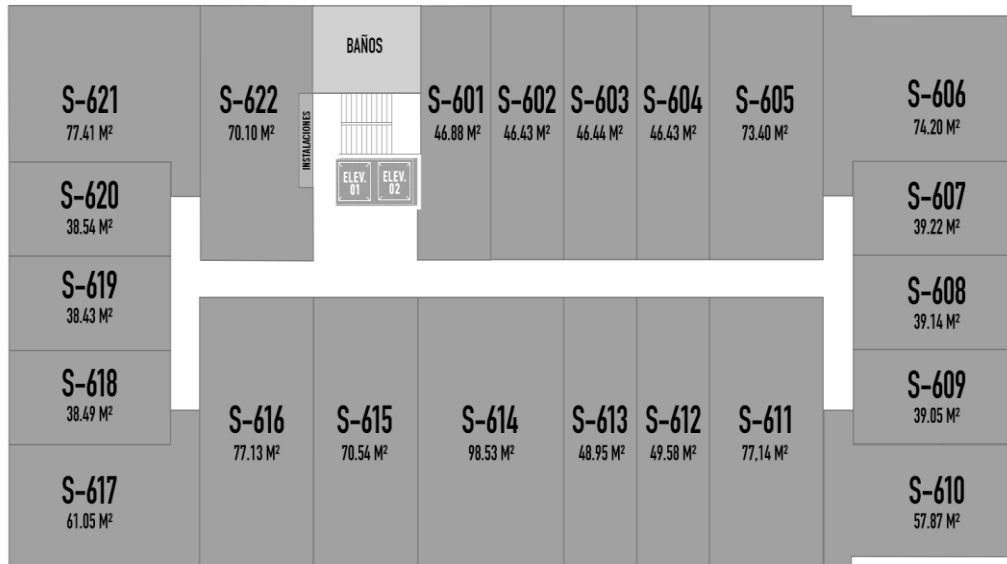 BAÑOS
S-621
77.41 M²
S-622
70.10 M²
INSTALACIONES
ELEV.
01
ELEV.
02
S-601
46.88 M²
S-602
46.43 M²
S-603
46.44 M²
S-604
46.43 M²
S-605
73.40 M²
S-606
74.20 M²
S-620
38.54 M²
S-607
39.22 M²
S-619
38.43 M²
S-608
39.14 M²
S-618
38.49 M²
S-609
39.05 M²
S-616
77.13 M²
S-615
70.54 M²
S-614
98.53 M²
S-613
48.95 M²
S-612
49.58 M²
S-611
77,14 M²
S-617
61.05 M²
S-610
57.87 M²